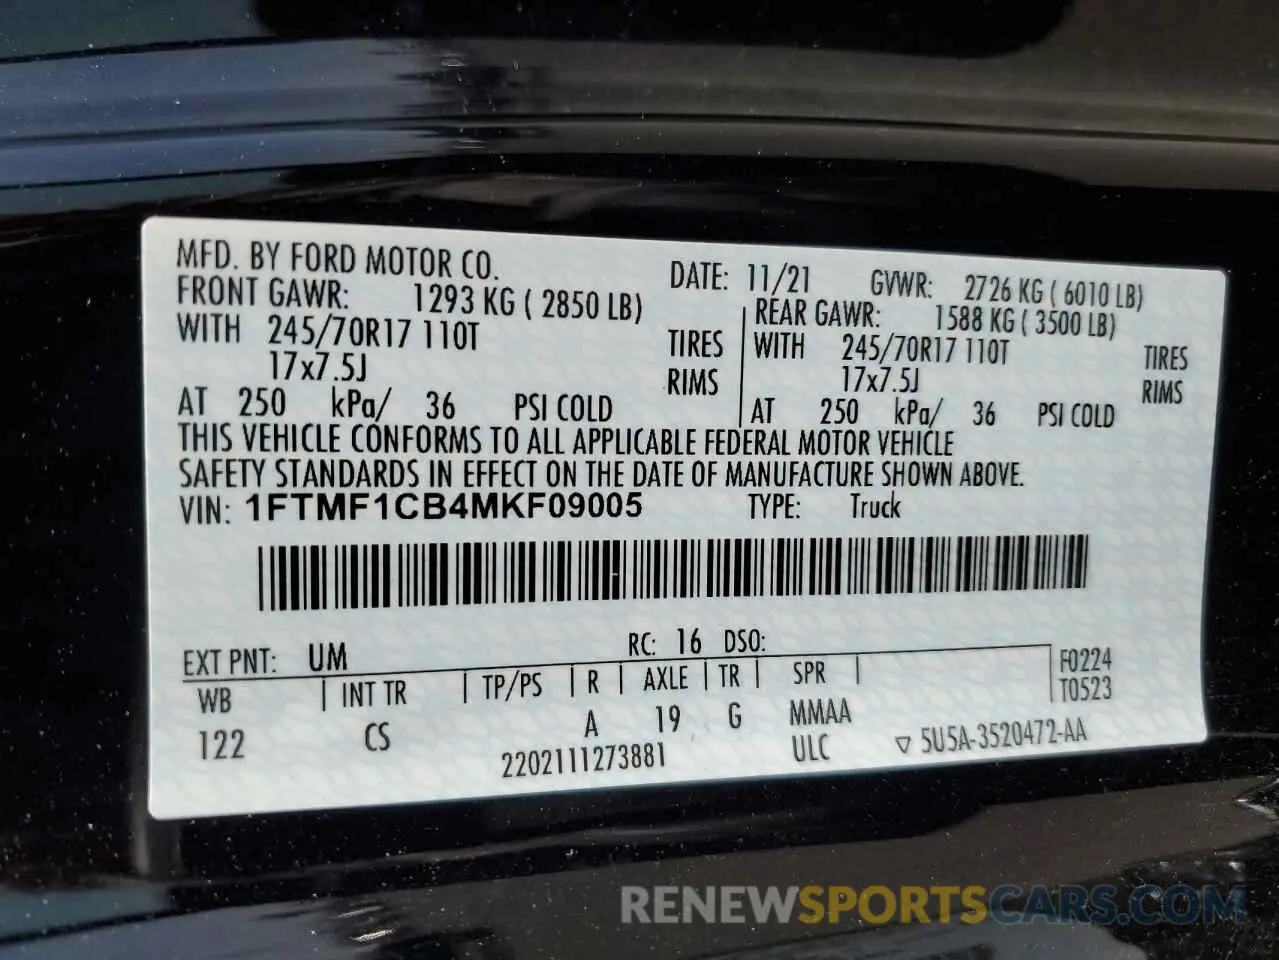 MFD. BY FORD MOTOR CO. DATE: 11/21 GVWR: 2726 KG ( 6010 LB)
FRONT GAWR: 1293 KG ( 2850 LB) REAR GAWR: 1588 KG ( 3500 LB)
WITH 245/70R17 110T TIRES WITH 245/70R17 110T TIRES
17x7.5J RIMS 17x7.5J RIMS
AT 250 kPa/ 36 PSI COLD AT 250 kPa/ 36 PSI COLD
THIS VEHICLE CONFORMS TO ALL APPLICABLE FEDERAL MOTOR VEHICLE
SAFETY STANDARDS IN EFFECT ON THE DATE OF MANUFACTURE SHOWN ABOVE.
VIN: 1FTMF1CB4MKF09005 TYPE: Truck
EXT PNT: UM RC: 16 DSO:
WB INT TR TP/PS R AXLE TR SPR F0224
T0523
122 CS A 19 G MMAA
2202111273881 ULC 5U5A-3520472-AA
RENEWSPORTSCARS.COM